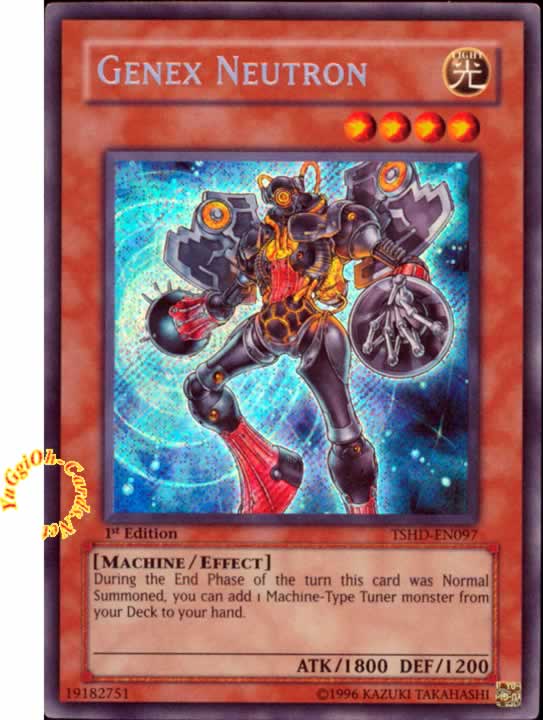 GENEX NEUTRON
LIGHT
光
1st Edition
TSHD-EN097
[MACHINE/EFFECT]
During the End Phase of the turn this card was Normal
Summoned, you can add 1 Machine-Type Tuner monster from
your Deck to your hand.
ATK/1800 DEF/1200
19182751
©1996 KAZUKI TAKAHASHI
YuGgiOh-Cards.Net